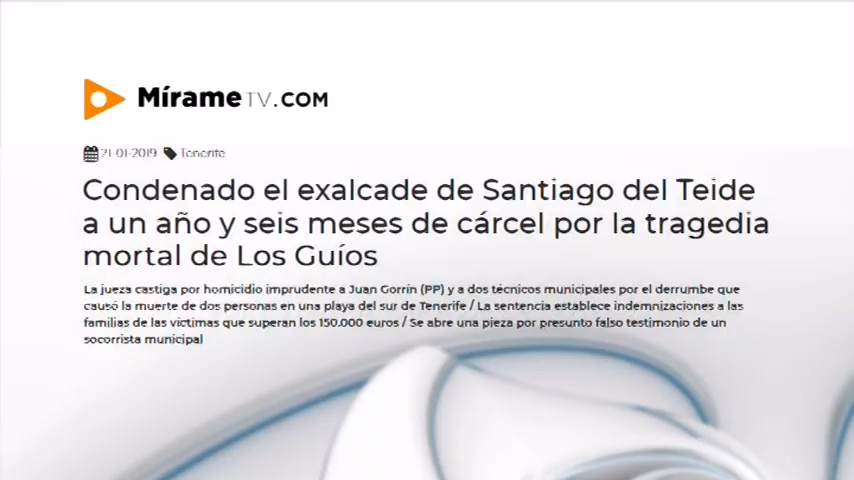 MírameTV.COM
21-01-2019 Tenerife
Condenado el exalcade de Santiago del Teide
a un año y seis meses de cárcel por la tragedia
mortal de Los Guíos
La jueza castiga por homicidio imprudente a Juan Gorrín (PP) y a dos técnicos municipales por el derrumbe que
causó la muerte de dos personas en una playa del sur de Tenerife / La sentencia establece indemnizaciones a las
familias de las víctimas que superan los 150.000 euros / Se abre una pieza por presunto falso testimonio de un
socorrista municipal